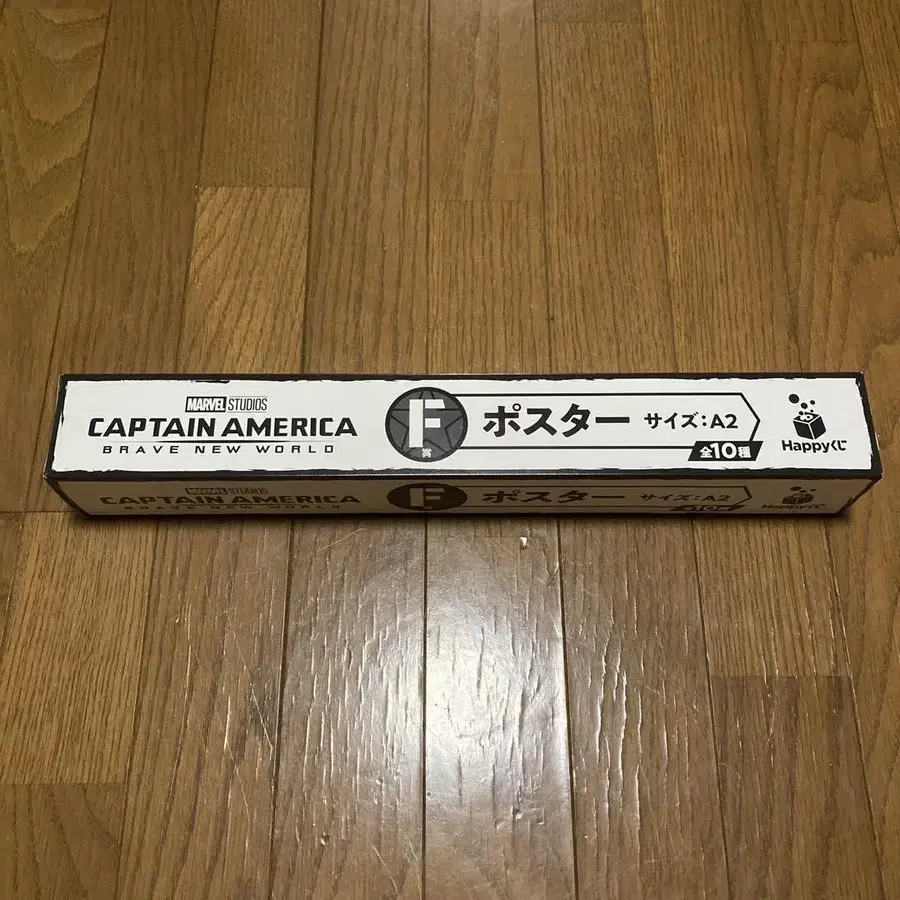 MARVEL STUDIOS
CAPTAIN AMERICA
BRAVE NEW WORLD
F賞
ポスター サイズ:A2
全10種
Happyくじ
MARVEL STUDIOS
CAPTAIN AMERICA
BRAVE NEW WORLD
F
ポスター サイズ:A2
Happyくじ